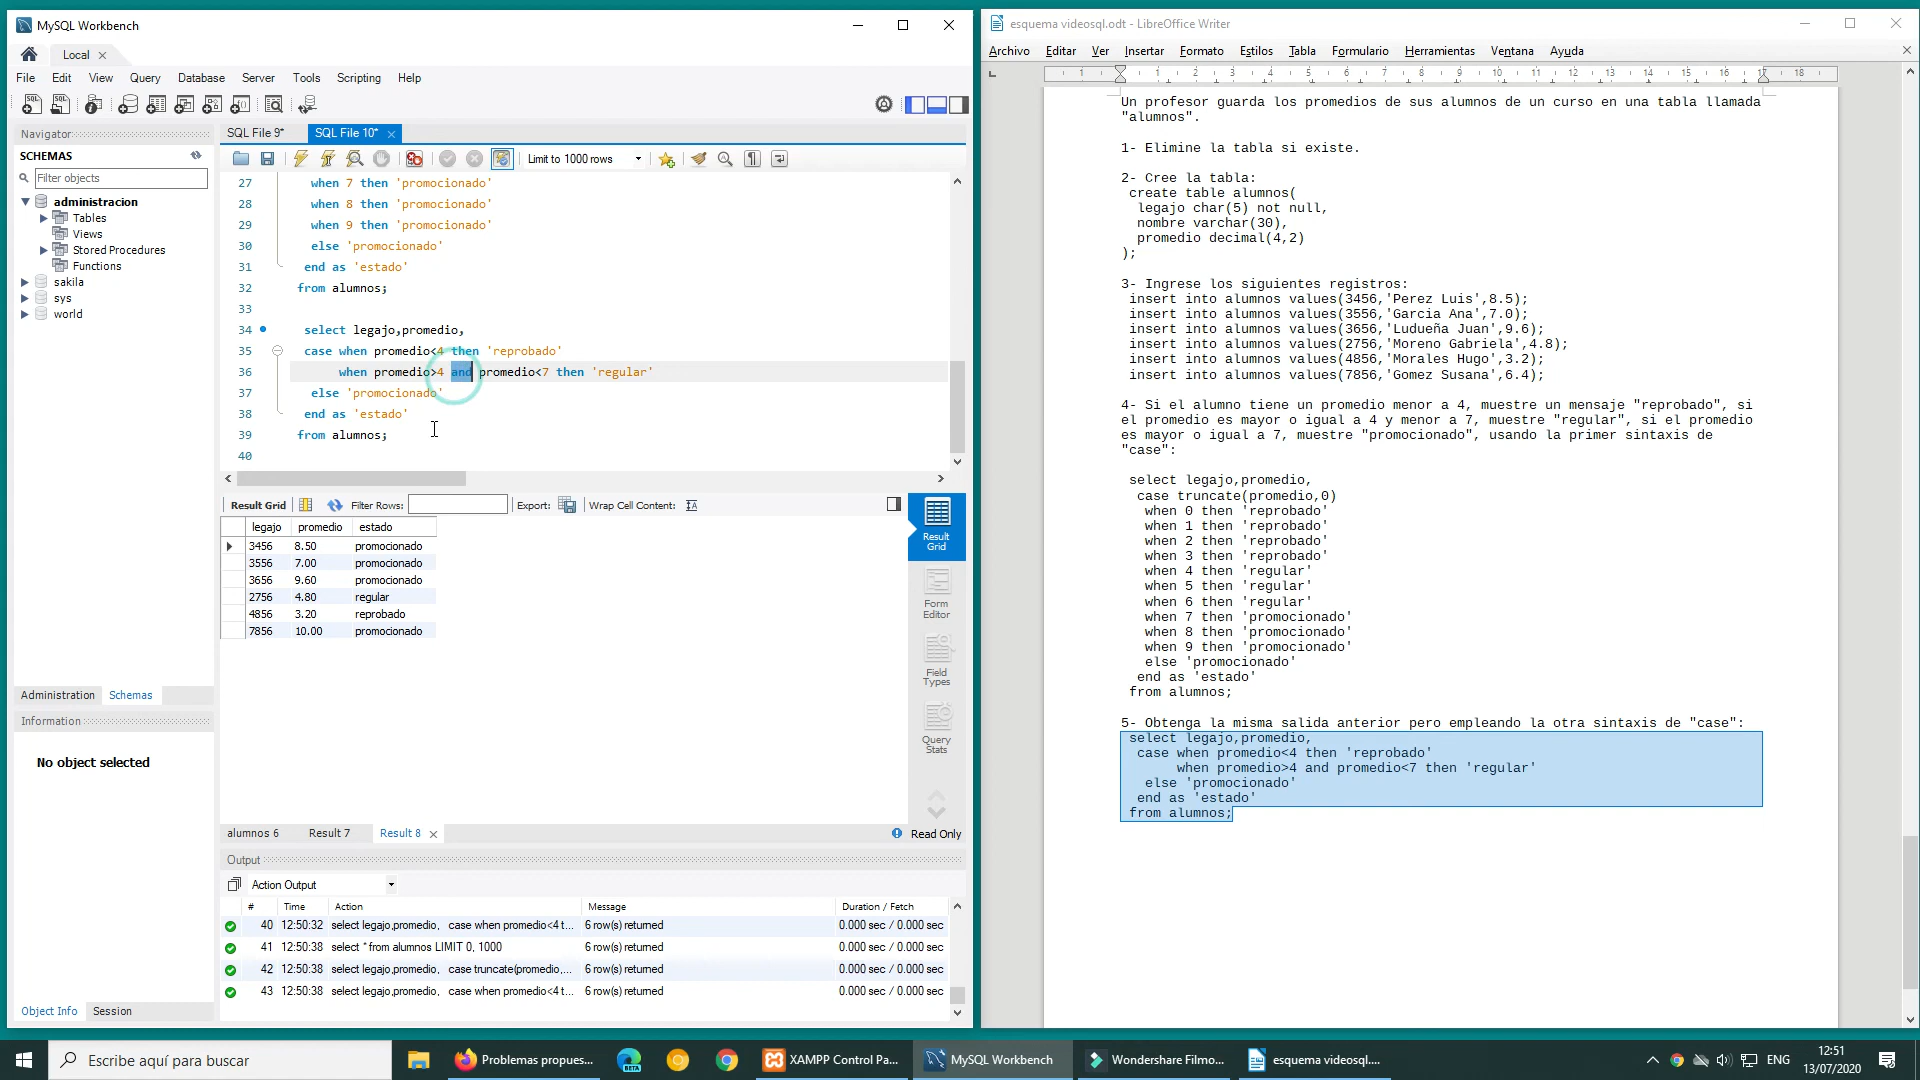 MySQL Workbench
Local
File Edit View Query Database Server Tools Scripting Help
Navigator
SCHEMAS
Filter objects
administracion
Tables
Views
Stored Procedures
Functions
sakila
sys
world
Administration Schemas
Information
No object selected
Object Info Session
SQL File 9* SQL File 10*
Limit to 1000 rows
27 when 7 then 'promocionado'
28 when 8 then 'promocionado'
29 when 9 then 'promocionado'
30 else 'promocionado'
31 end as 'estado'
32 from alumnos;
33
34 select legajo,promedio,
35 case when promedio<4 then 'reprobado'
36 when promedio>4 and promedio<7 then 'regular'
37 else 'promocionado'
38 end as 'estado'
39 from alumnos;
40
Result Grid Filter Rows: Export: Wrap Cell Content:
legajo promedio estado
3456 8.50 promocionado
3556 7.00 promocionado
3656 9.60 promocionado
2756 4.80 regular
4856 3.20 reprobado
7856 10.00 promocionado
Result
Grid
Form
Editor
Field
Types
Query
Stats
alumnos 6 Result 7 Result 8 Read Only
Output
Action Output
# Time Action Message Duration / Fetch
40 12:50:32 select legajo,promedio, case when promedio<4 t... 6 row(s) returned 0.000 sec / 0.000 sec
41 12:50:38 select * from alumnos LIMIT 0, 1000 6 row(s) returned 0.000 sec / 0.000 sec
42 12:50:38 select legajo,promedio, case truncate(promedio,... 6 row(s) returned 0.000 sec / 0.000 sec
43 12:50:38 select legajo,promedio, case when promedio<4 t... 6 row(s) returned 0.000 sec / 0.000 sec
esquema videosql.odt - LibreOffice Writer
Archivo Editar Ver Insertar Formato Estilos Tabla Formulario Herramientas Ventana Ayuda
1 1 2 3 4 5 6 7 8 9 10 11 12 13 14 15 16 17 18
Un profesor guarda los promedios de sus alumnos de un curso en una tabla llamada
"alumnos".
1- Elimine la tabla si existe.
2- Cree la tabla:
create table alumnos(
legajo char(5) not null,
nombre varchar(30),
promedio decimal(4,2)
);
3- Ingrese los siguientes registros:
insert into alumnos values(3456,'Perez Luis',8.5);
insert into alumnos values(3556,'Garcia Ana',7.0);
insert into alumnos values(3656,'Ludueña Juan',9.6);
insert into alumnos values(2756,'Moreno Gabriela',4.8);
insert into alumnos values(4856,'Morales Hugo',3.2);
insert into alumnos values(7856,'Gomez Susana',6.4);
4- Si el alumno tiene un promedio menor a 4, muestre un mensaje "reprobado", si
el promedio es mayor o igual a 4 y menor a 7, muestre "regular", si el promedio
es mayor o igual a 7, muestre "promocionado", usando la primer sintaxis de
"case":
select legajo,promedio,
case truncate(promedio,0)
when 0 then 'reprobado'
when 1 then 'reprobado'
when 2 then 'reprobado'
when 3 then 'reprobado'
when 4 then 'regular'
when 5 then 'regular'
when 6 then 'regular'
when 7 then 'promocionado'
when 8 then 'promocionado'
when 9 then 'promocionado'
else 'promocionado'
end as 'estado'
from alumnos;
5- Obtenga la misma salida anterior pero empleando la otra sintaxis de "case":
select legajo,promedio,
case when promedio<4 then 'reprobado'
when promedio>4 and promedio<7 then 'regular'
else 'promocionado'
end as 'estado'
from alumnos;
Escribe aquí para buscar
Problemas propues...
BETA
XAMPP Control Pa...
MySQL Workbench
Wondershare Filmo...
esquema videosql....
ENG
12:51
13/07/2020